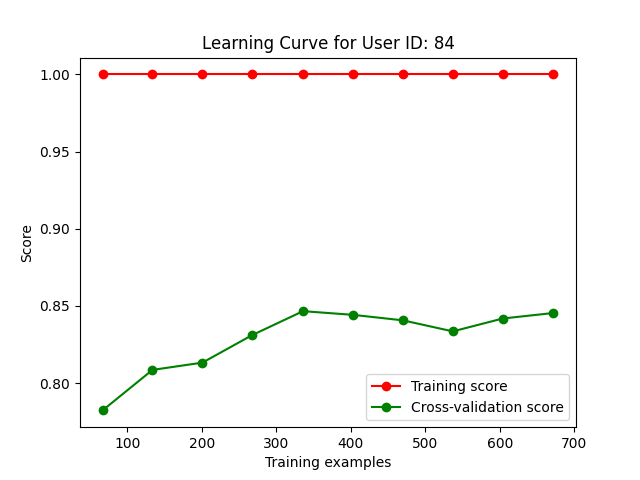 Learning Curve for User ID: 84
1.00
0.95
0.90
0.85
0.80
Score
100 200 300 400 500 600 700
Training examples
Training score
Cross-validation score